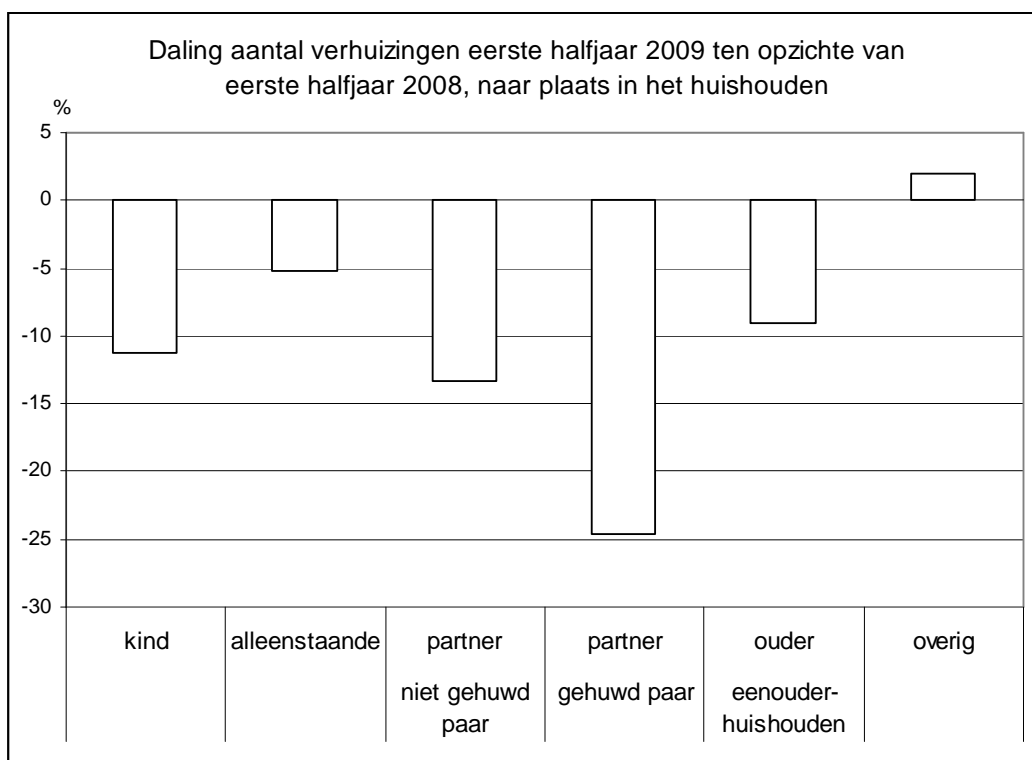 Daling aantal verhuizingen eerste halfjaar 2009 ten opzichte van
eerste halfjaar 2008, naar plaats in het huishouden
%
5
0
-5
-10
-15
-20
-25
-30
kind alleenstaande partner partner ouder overig
niet gehuwd gehuwd paar eenouder-
paar huishouden